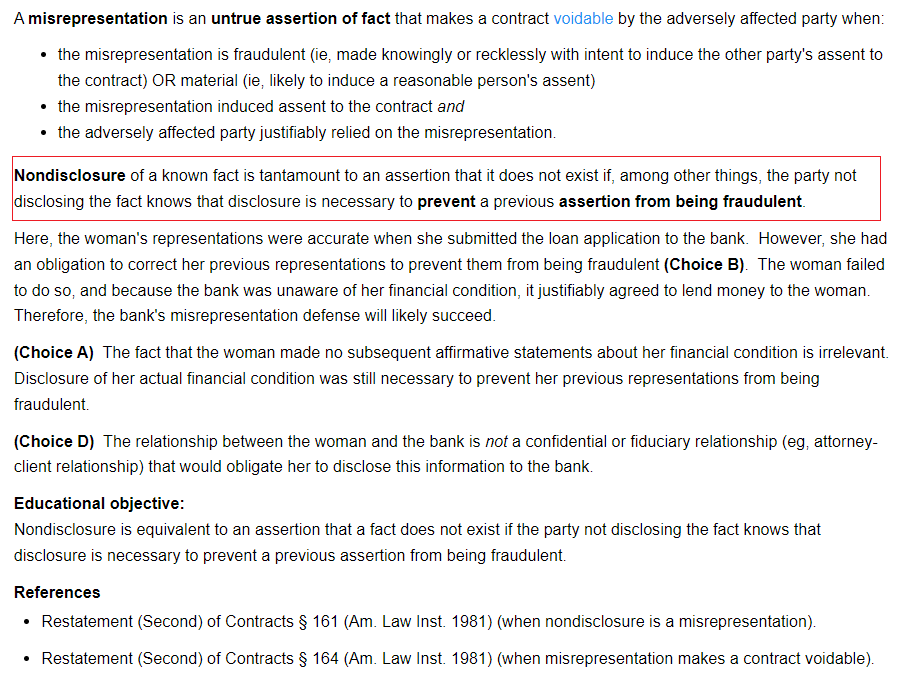 A misrepresentation is an untrue assertion of fact that makes a contract voidable by the adversely affected party when:
• the misrepresentation is fraudulent (ie, made knowingly or recklessly with intent to induce the other party's assent to
the contract) OR material (ie, likely to induce a reasonable person's assent)
• the misrepresentation induced assent to the contract and
• the adversely affected party justifiably relied on the misrepresentation.
Nondisclosure of a known fact is tantamount to an assertion that it does not exist if, among other things, the party not
disclosing the fact knows that disclosure is necessary to prevent a previous assertion from being fraudulent.
Here, the woman's representations were accurate when she submitted the loan application to the bank. However, she had
an obligation to correct her previous representations to prevent them from being fraudulent (Choice B). The woman failed
to do so, and because the bank was unaware of her financial condition, it justifiably agreed to lend money to the woman.
Therefore, the bank's misrepresentation defense will likely succeed.
(Choice A) The fact that the woman made no subsequent affirmative statements about her financial condition is irrelevant.
Disclosure of her actual financial condition was still necessary to prevent her previous representations from being
fraudulent.
(Choice D) The relationship between the woman and the bank is not a confidential or fiduciary relationship (eg, attorney-
client relationship) that would obligate her to disclose this information to the bank.
Educational objective:
Nondisclosure is equivalent to an assertion that a fact does not exist if the party not disclosing the fact knows that
disclosure is necessary to prevent a previous assertion from being fraudulent.
References
• Restatement (Second) of Contracts § 161 (Am. Law Inst. 1981) (when nondisclosure is a misrepresentation).
• Restatement (Second) of Contracts § 164 (Am. Law Inst. 1981) (when misrepresentation makes a contract voidable).